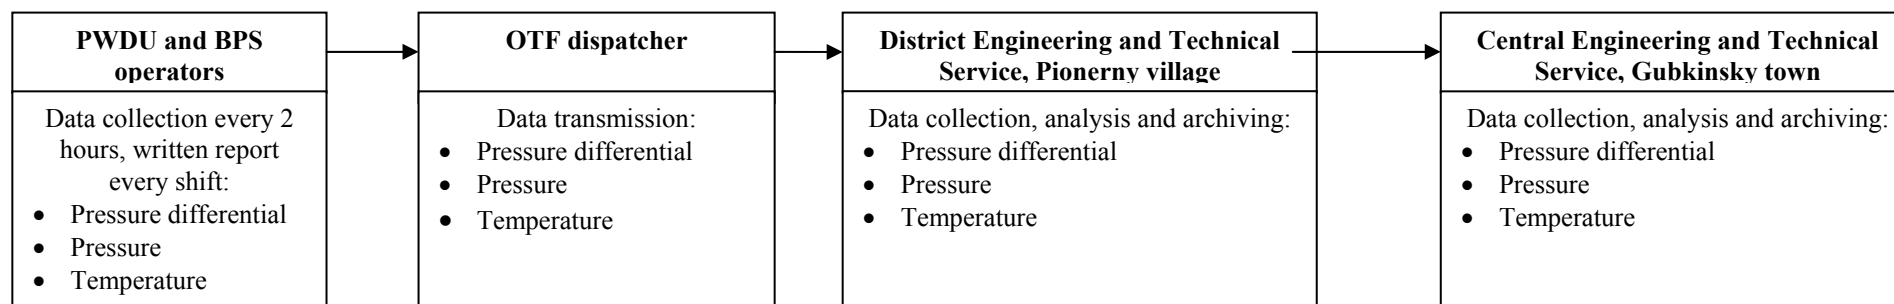 PWDU and BPS
operators
Data collection every 2
hours, written report
every shift:
• Pressure differential
• Pressure
• Temperature
OTF dispatcher
Data transmission:
• Pressure differential
• Pressure
• Temperature
District Engineering and Technical
Service, Pionerny village
Data collection, analysis and archiving:
• Pressure differential
• Pressure
• Temperature
Central Engineering and Technical
Service, Gubkinsky town
Data collection, analysis and archiving:
• Pressure differential
• Pressure
• Temperature